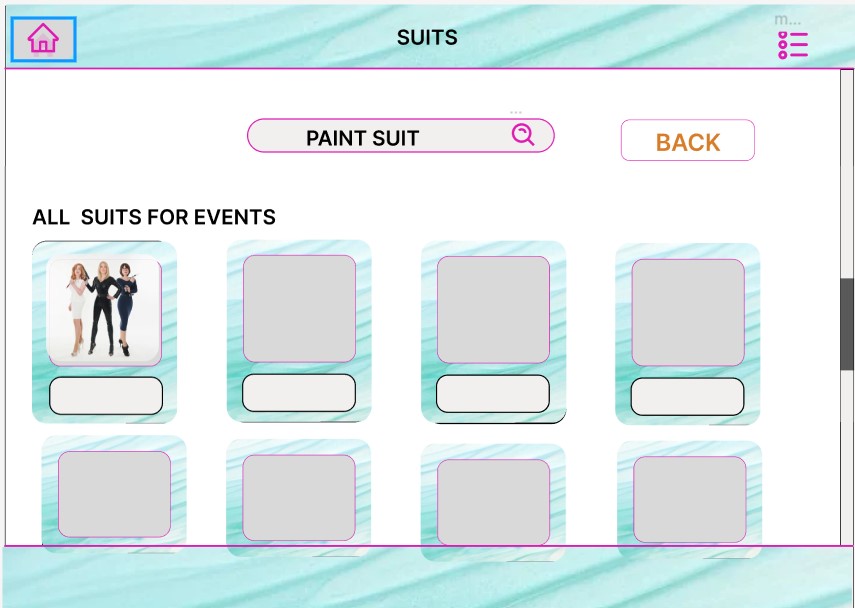 SUITS
m...
...
PAINT SUIT
BACK
ALL SUITS FOR EVENTS